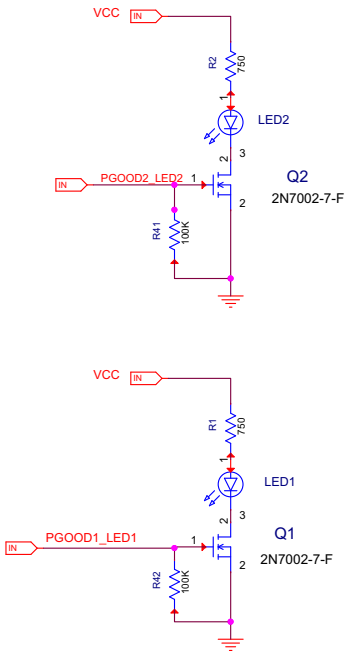 VCC IN
R2
750
1
LED2
2 3
IN PGOOD2_LED2 1
Q2
2N7002-7-F
2
R41
100K
VCC IN
R1
750
1
LED1
2 3
IN PGOOD1_LED1 1
Q1
2N7002-7-F
2
R42
100K